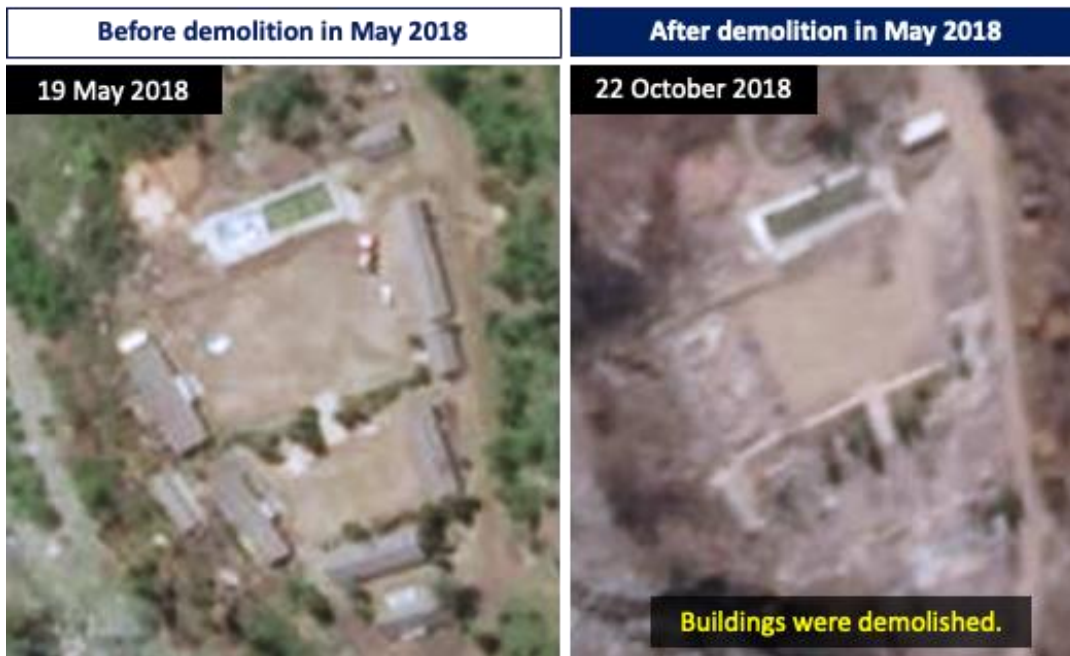 Before demolition in May 2018
After demolition in May 2018
19 May 2018
22 October 2018
Buildings were demolished.